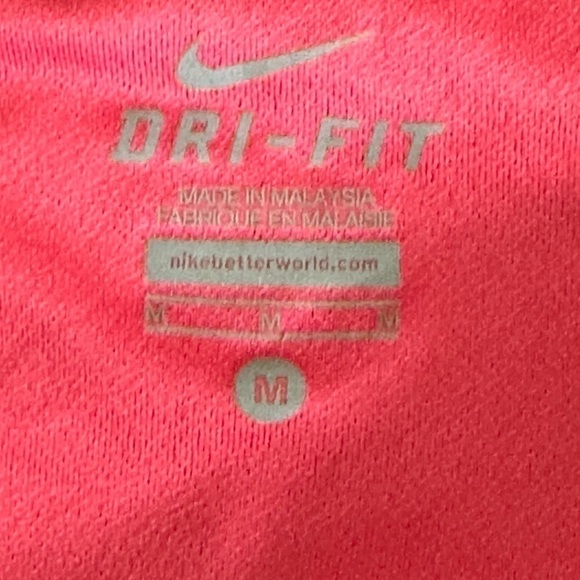 DRI-FIT
MADE IN MALAYSIA
FABRIQUE EN MALAISIE
nikebetterworld.com
M M M
M